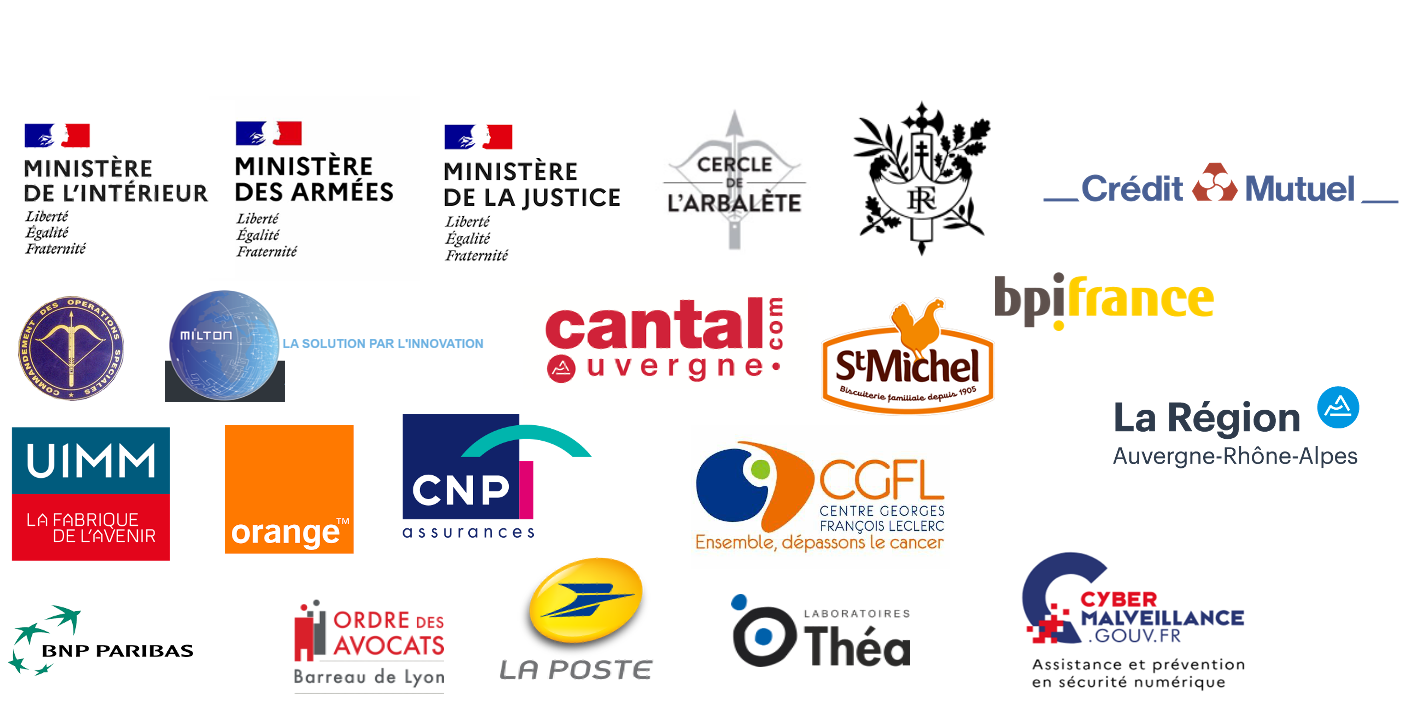 MINISTÈRE
DE L'INTÉRIEUR
Liberté
Égalité
Fraternité
MINISTÈRE
DES ARMÉES
Liberté
Égalité
Fraternité
MINISTÈRE
DE LA JUSTICE
Liberté
Égalité
Fraternité
CERCLE
DE
L'ARBALÈTE
RF
Crédit Mutuel
COMMANDEMENT DES OPERATIONS SPECIALES
MILTON
LA SOLUTION PAR L'INNOVATION
cantal.com
auvergne.
St Michel
Biscuiterie familiale depuis 1905
bpifrance
La Région
Auvergne-Rhône-Alpes
UIMM
LA FABRIQUE
DE L'AVENIR
orange™
CNP
assurances
CGFL
CENTRE GEORGES
FRANÇOIS LECLERC
Ensemble, dépassons le cancer
BNP PARIBAS
ORDRE DES
AVOCATS
Barreau de Lyon
LA POSTE
LABORATOIRES
Théa
CYBER
MALVEILLANCE
.GOUV.FR
Assistance et prévention
en sécurité numérique